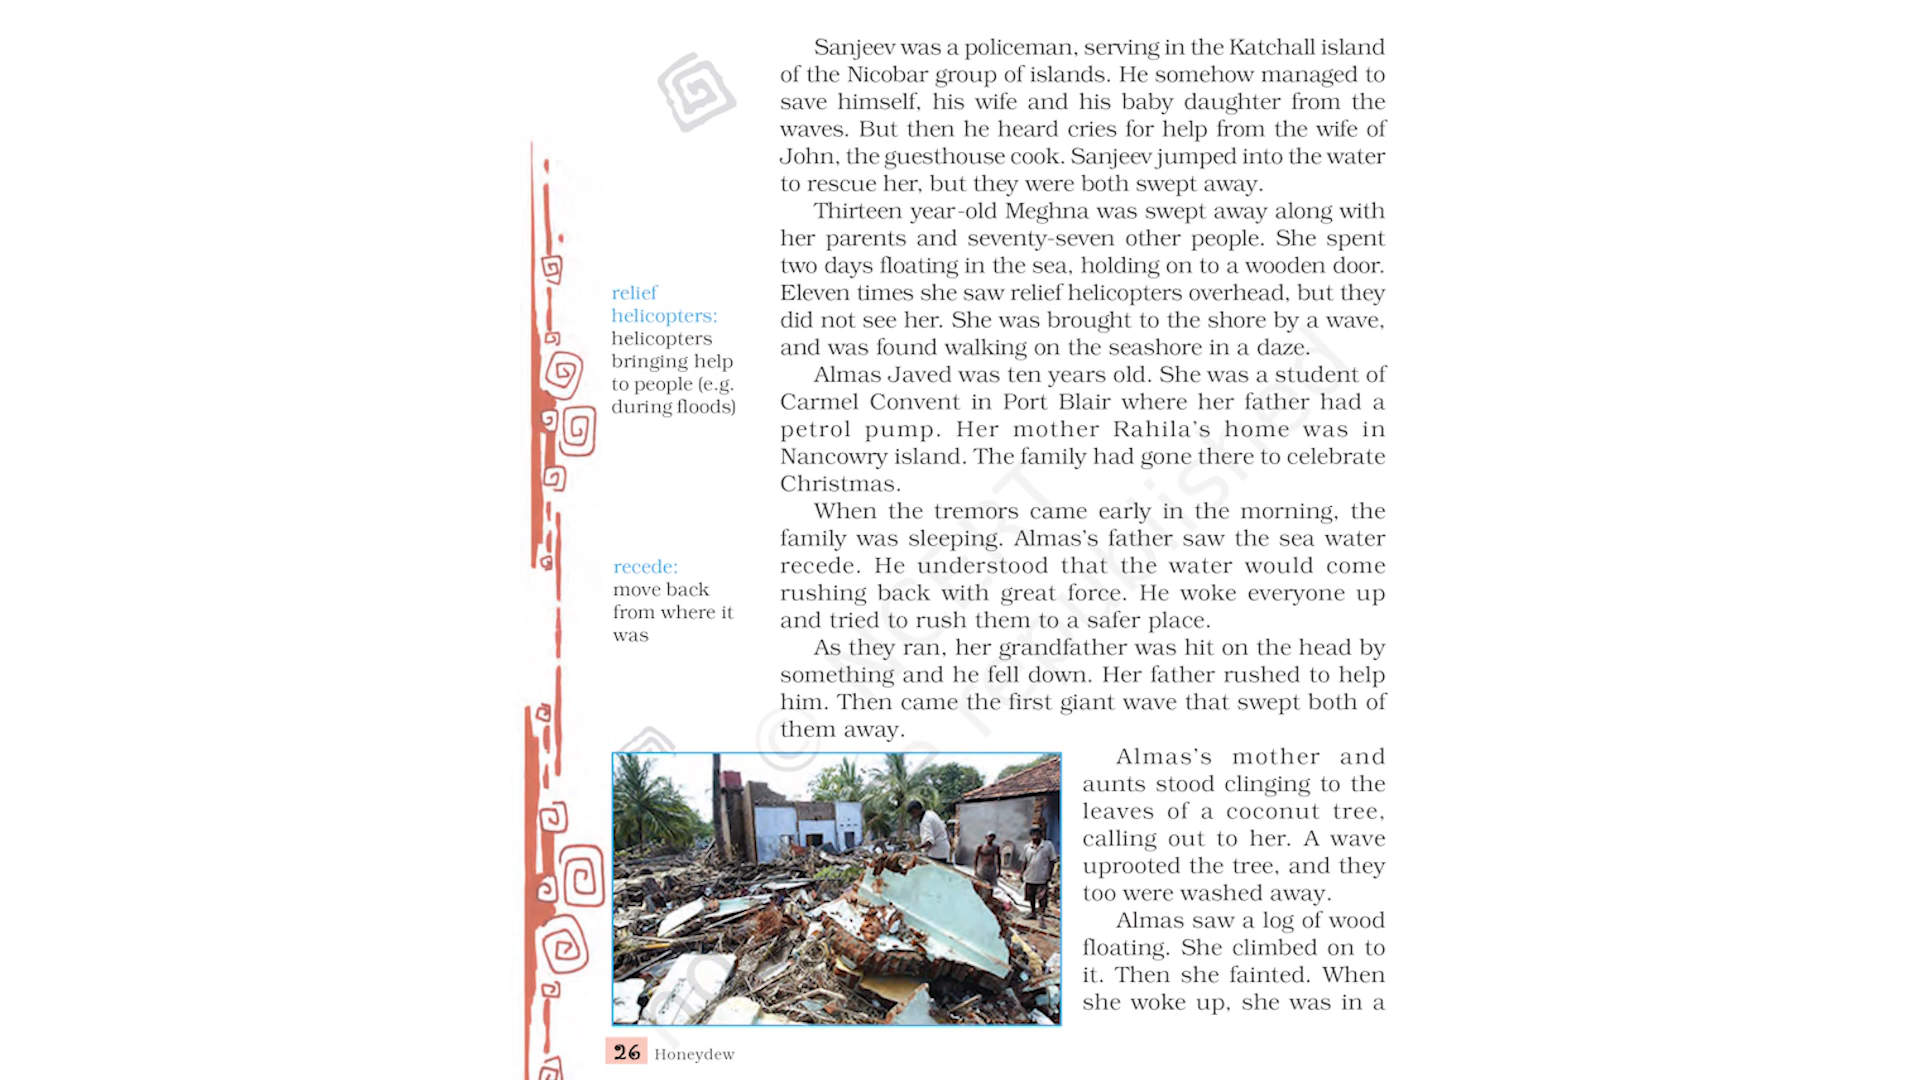 Sanjeev was a policeman, serving in the Katchall island
of the Nicobar group of islands. He somehow managed to
save himself, his wife and his baby daughter from the
waves. But then he heard cries for help from the wife of
John, the guesthouse cook. Sanjeev jumped into the water
to rescue her, but they were both swept away.
Thirteen year-old Meghna was swept away along with
her parents and seventy-seven other people. She spent
two days floating in the sea, holding on to a wooden door.
Eleven times she saw relief helicopters overhead, but they
did not see her. She was brought to the shore by a wave,
and was found walking on the seashore in a daze.
relief
helicopters:
helicopters
bringing help
to people (e.g.
during floods)
Almas Javed was ten years old. She was a student of
Carmel Convent in Port Blair where her father had a
petrol pump. Her mother Rahila's home was in
Nancowry island. The family had gone there to celebrate
Christmas.
When the tremors came early in the morning, the
family was sleeping. Almas's father saw the sea water
recede. He understood that the water would come
rushing back with great force. He woke everyone up
and tried to rush them to a safer place.
recede:
move back
from where it
was
As they ran, her grandfather was hit on the head by
something and he fell down. Her father rushed to help
him. Then came the first giant wave that swept both of
them away.
Almas's mother and
aunts stood clinging to the
leaves of a coconut tree,
calling out to her. A wave
uprooted the tree, and they
too were washed away.
Almas saw a log of wood
floating. She climbed on to
it. Then she fainted. When
she woke up, she was in a
26 Honeydew
© NCERT
no be republished